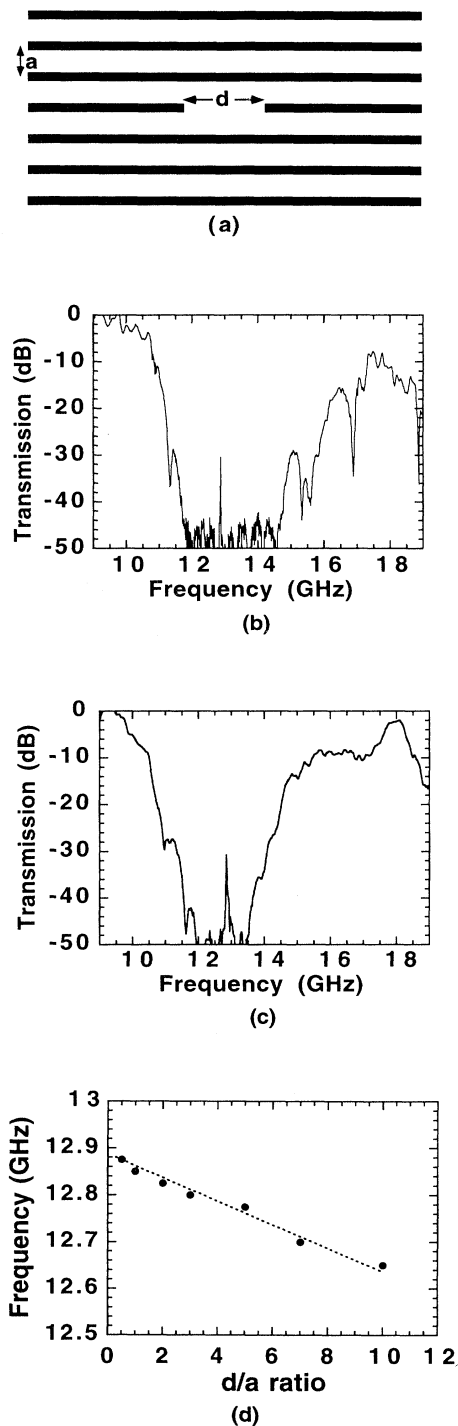 a
d
(a)
0
-10
-20
-30
-40
-50
Transmission (dB)
10 12 14 16 18
Frequency (GHz)
(b)
0
-10
-20
-30
-40
-50
Transmission (dB)
10 12 14 16 18
Frequency (GHz)
(c)
13
12.9
12.8
12.7
12.6
12.5
Frequency (GHz)
0 2 4 6 8 10 12
d/a ratio
(d)